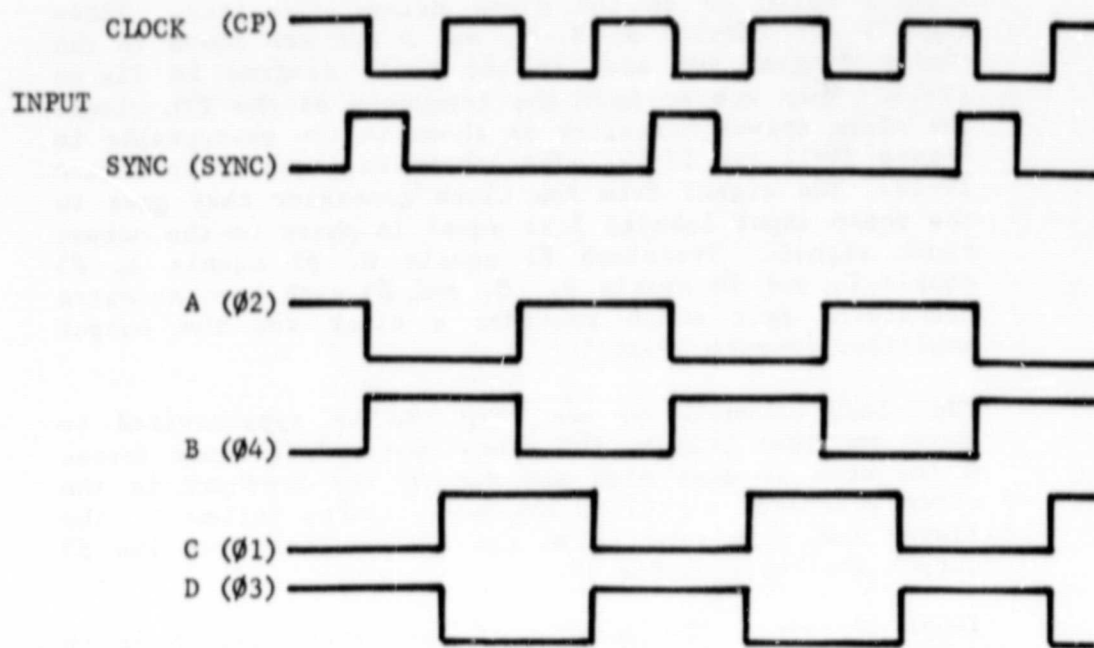 CLOCK (CP)
INPUT
SYNC (SYNC)
A (Ø2)
B (Ø4)
C (Ø1)
D (Ø3)